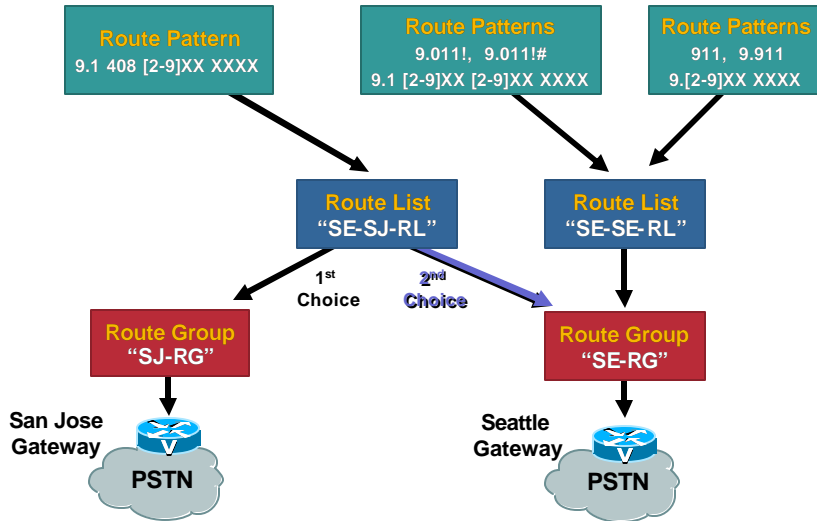 Route Pattern
9.1 408 [2-9]XX XXXX
Route Patterns
9.011!, 9.011!#
9.1 [2-9]XX [2-9]XX XXXX
Route Patterns
911, 9.911
9.[2-9]XX XXXX
Route List
“SE-SJ-RL”
Route List
“SE-SE-RL”
1st
Choice
2nd
Choice
Route Group
“SJ-RG”
Route Group
“SE-RG”
San Jose
Gateway
V
PSTN
Seattle
Gateway
V
PSTN